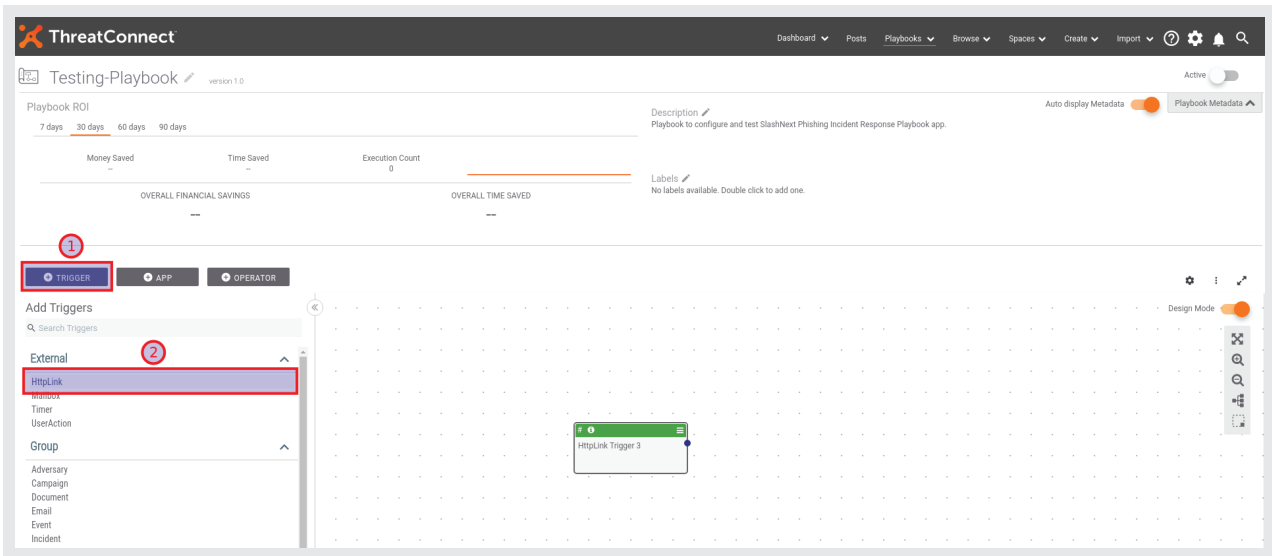 ThreatConnect
Dashboard Posts Playbooks Browse Spaces Create Import
Testing-Playbook version 1.0
Active
Playbook ROI
7 days 30 days 60 days 90 days
Money Saved Time Saved Execution Count
-- -- 0
OVERALL FINANCIAL SAVINGS OVERALL TIME SAVED
-- --
Description
Playbook to configure and test SlashNext Phishing Incident Response Playbook app.
Labels
No labels available. Double click to add one.
Auto display Metadata
Playbook Metadata
1
TRIGGER APP OPERATOR
Add Triggers
Search Triggers
Design Mode
2
External
HttpLink
Mailbox
Timer
UserAction
Group
Adversary
Campaign
Document
Email
Event
Incident
#
HttpLink Trigger 3